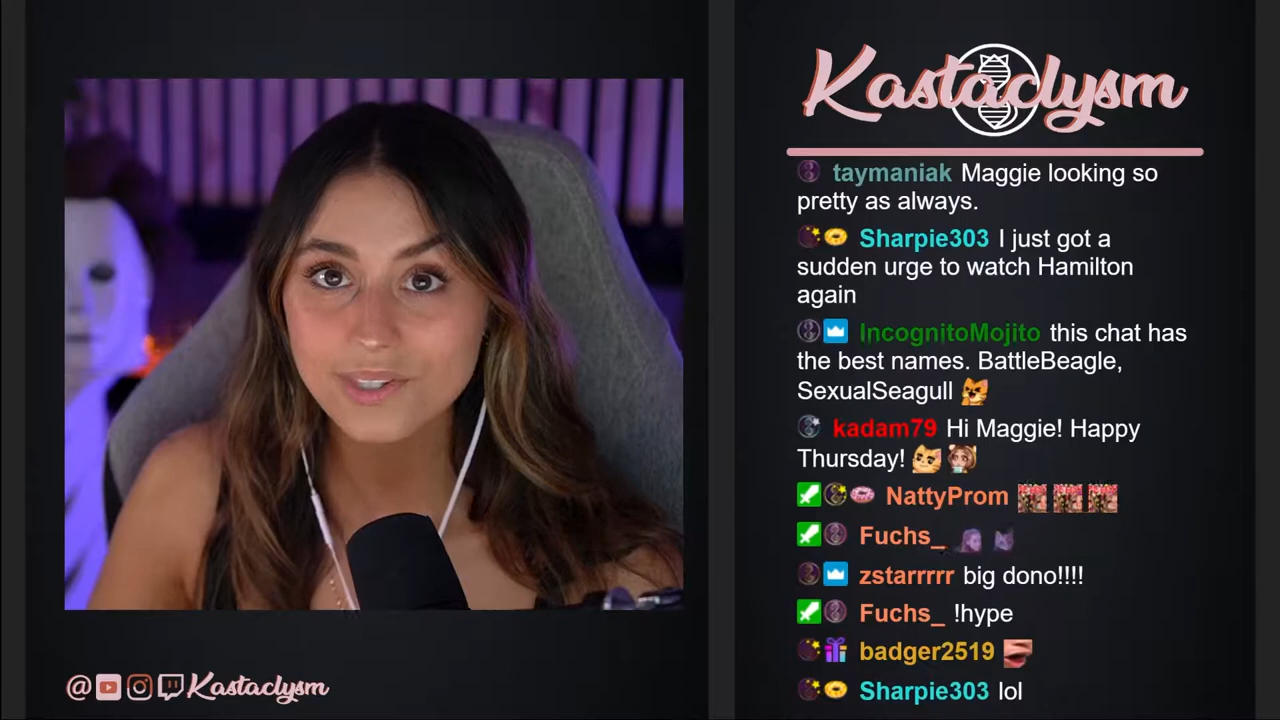 Kastaclysm
taymaniak Maggie looking so
pretty as always.
Sharpie303 I just got a
sudden urge to watch Hamilton
again
IncognitoMojito this chat has
the best names. BattleBeagle,
SexualSeagull
kadam79 Hi Maggie! Happy
Thursday!
NattyProm
Fuchs_
zstarrrrr big dono!!!!
Fuchs_ !hype
badger2519
Sharpie303 lol
@Kastaclysm